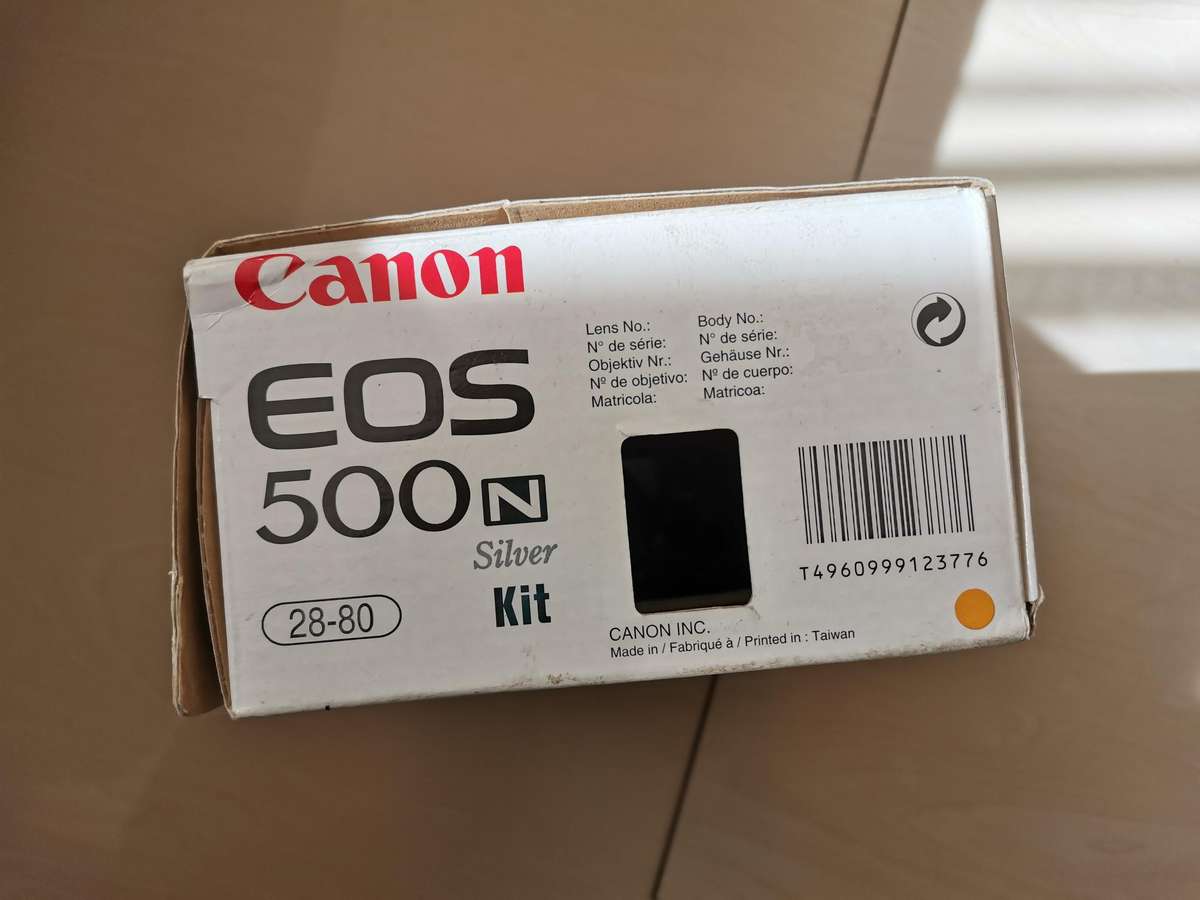 Canon
EOS
500N
Silver
Kit
28-80
Lens No.:
N° de série:
Objektiv Nr.:
Nº de objetivo:
Matricola:
Body No.:
N° de série:
Gehäuse Nr.:
Nº de cuerpo:
Matricoa:
T4960999123776
CANON INC.
Made in / Fabriqué à / Printed in : Taiwan